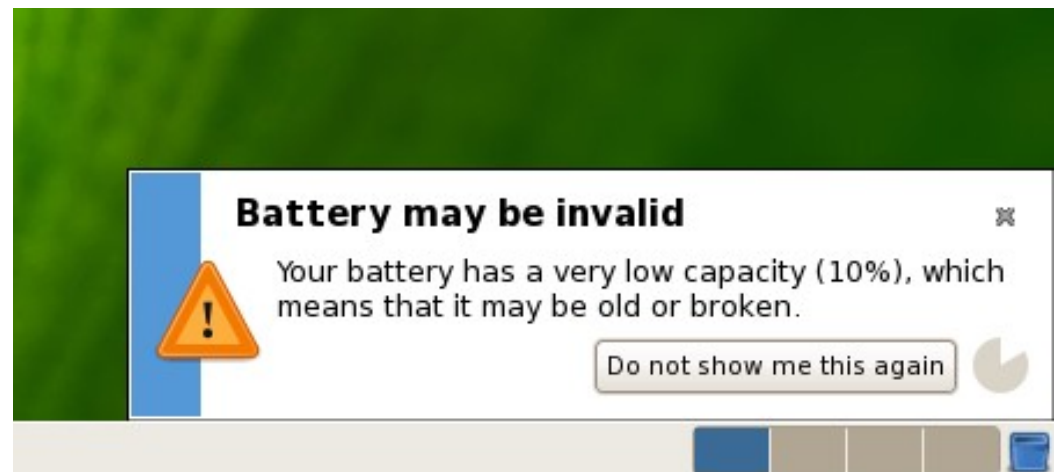 Battery may be invalid
Your battery has a very low capacity (10%), which
means that it may be old or broken.
Do not show me this again